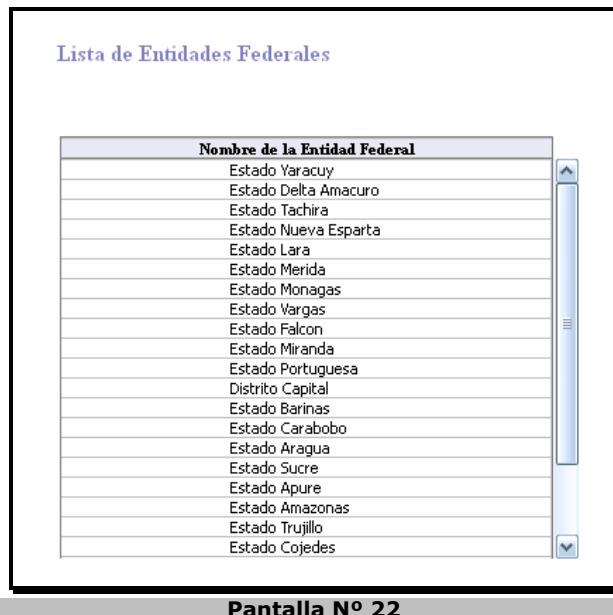 Lista de Entidades Federales
Nombre de la Entidad Federal
Estado Yaracuy
Estado Delta Amacuro
Estado Tachira
Estado Nueva Esparta
Estado Lara
Estado Merida
Estado Monagas
Estado Vargas
Estado Falcon
Estado Miranda
Estado Portuguesa
Distrito Capital
Estado Barinas
Estado Carabobo
Estado Aragua
Estado Sucre
Estado Apure
Estado Amazonas
Estado Trujillo
Estado Cojedes
Pantalla Nº 22